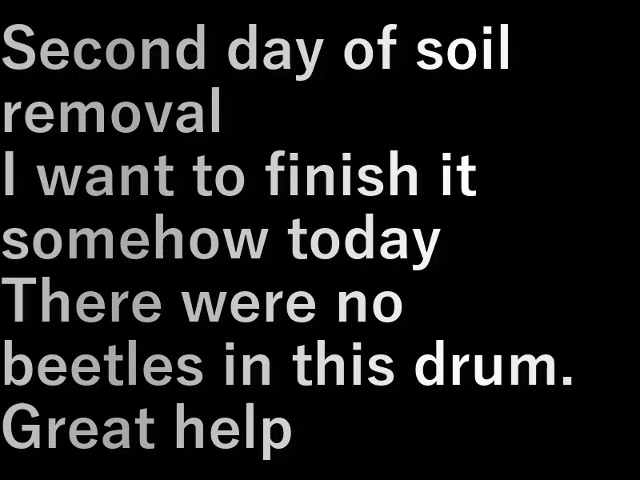 Second day of soil
removal
I want to finish it
somehow today
There were no
beetles in this drum.
Great help